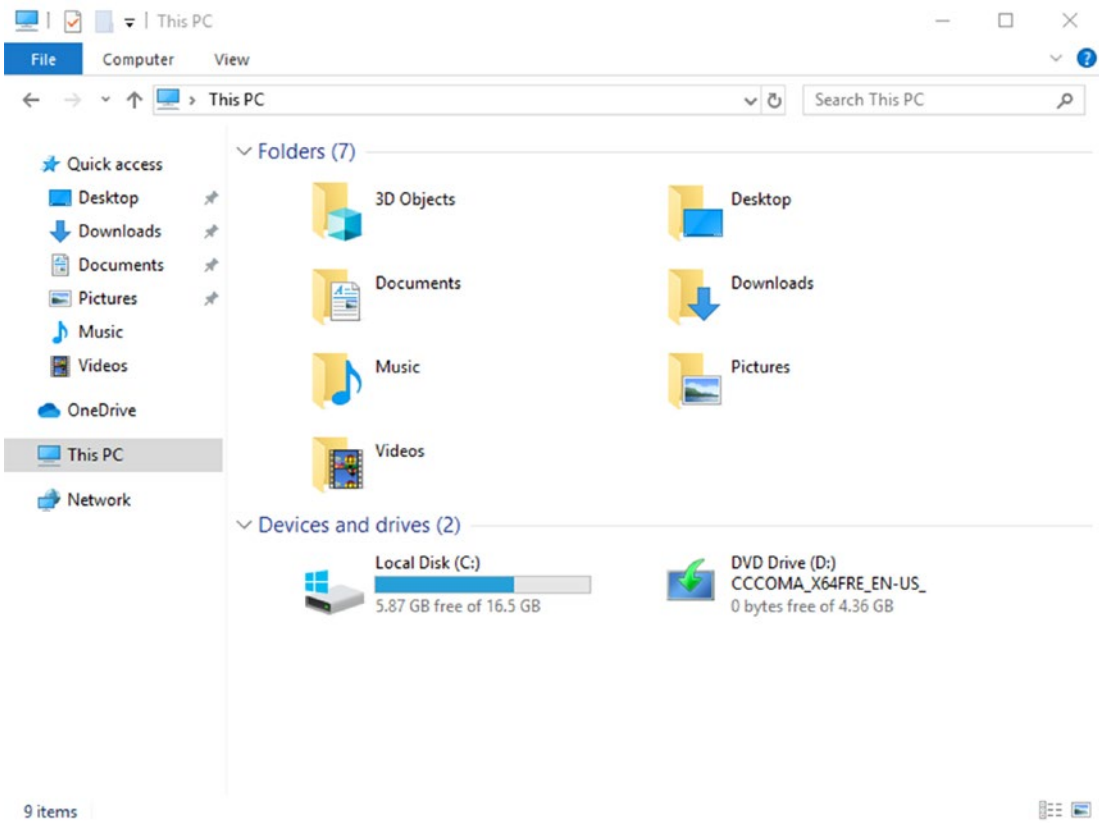 This PC
File Computer View
This PC
Search This PC
Quick access
Desktop
Downloads
Documents
Pictures
Music
Videos
OneDrive
This PC
Network
Folders (7)
3D Objects
Desktop
Documents
Downloads
Music
Pictures
Videos
Devices and drives (2)
Local Disk (C:)
5.87 GB free of 16.5 GB
DVD Drive (D:)
CCCOMA_X64FRE_EN-US_
0 bytes free of 4.36 GB
9 items